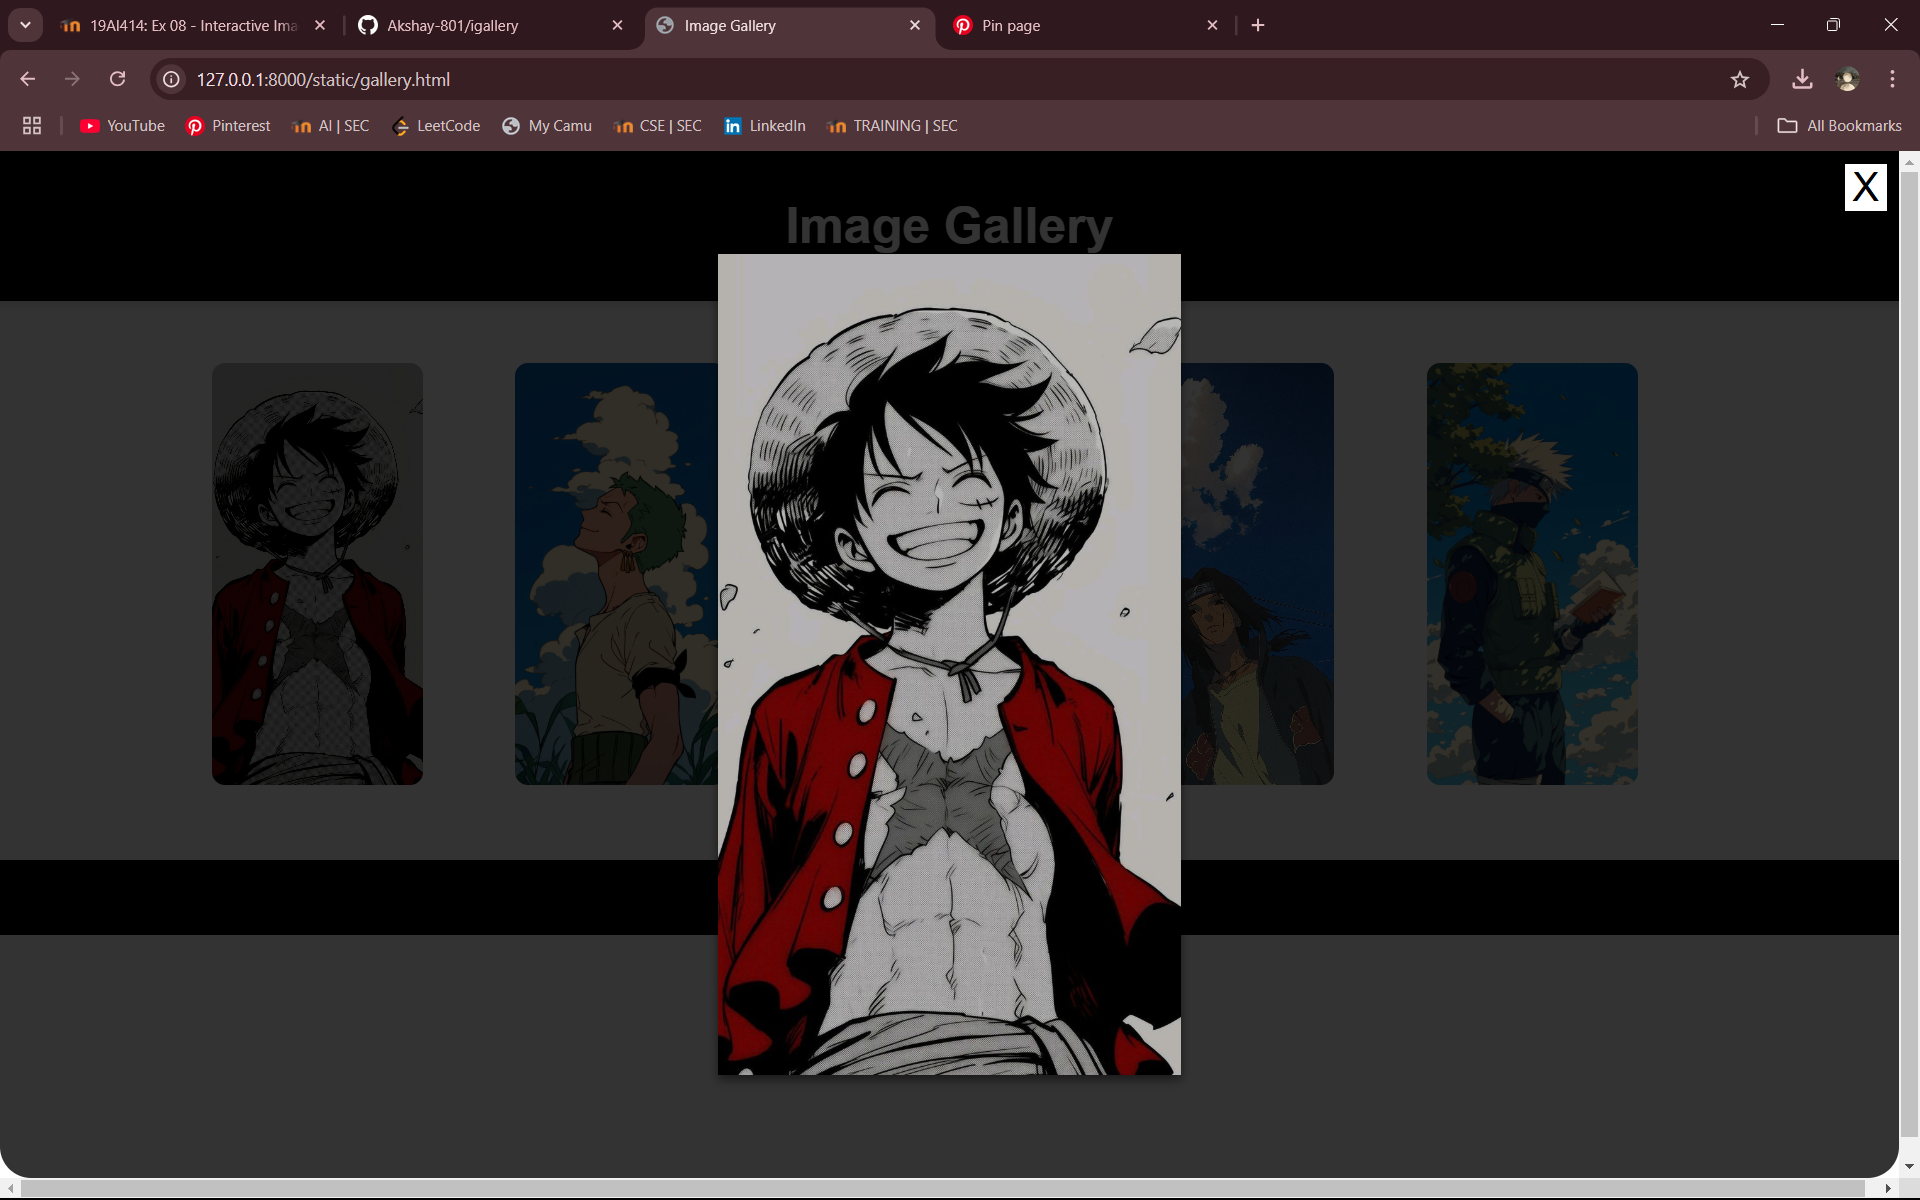 19AI414: Ex 08 - Interactive Ima
Akshay-801/igallery
Image Gallery
Pin page
127.0.0.1:8000/static/gallery.html
YouTube
Pinterest
AI | SEC
LeetCode
My Camu
CSE | SEC
LinkedIn
TRAINING | SEC
All Bookmarks
X
Image Gallery